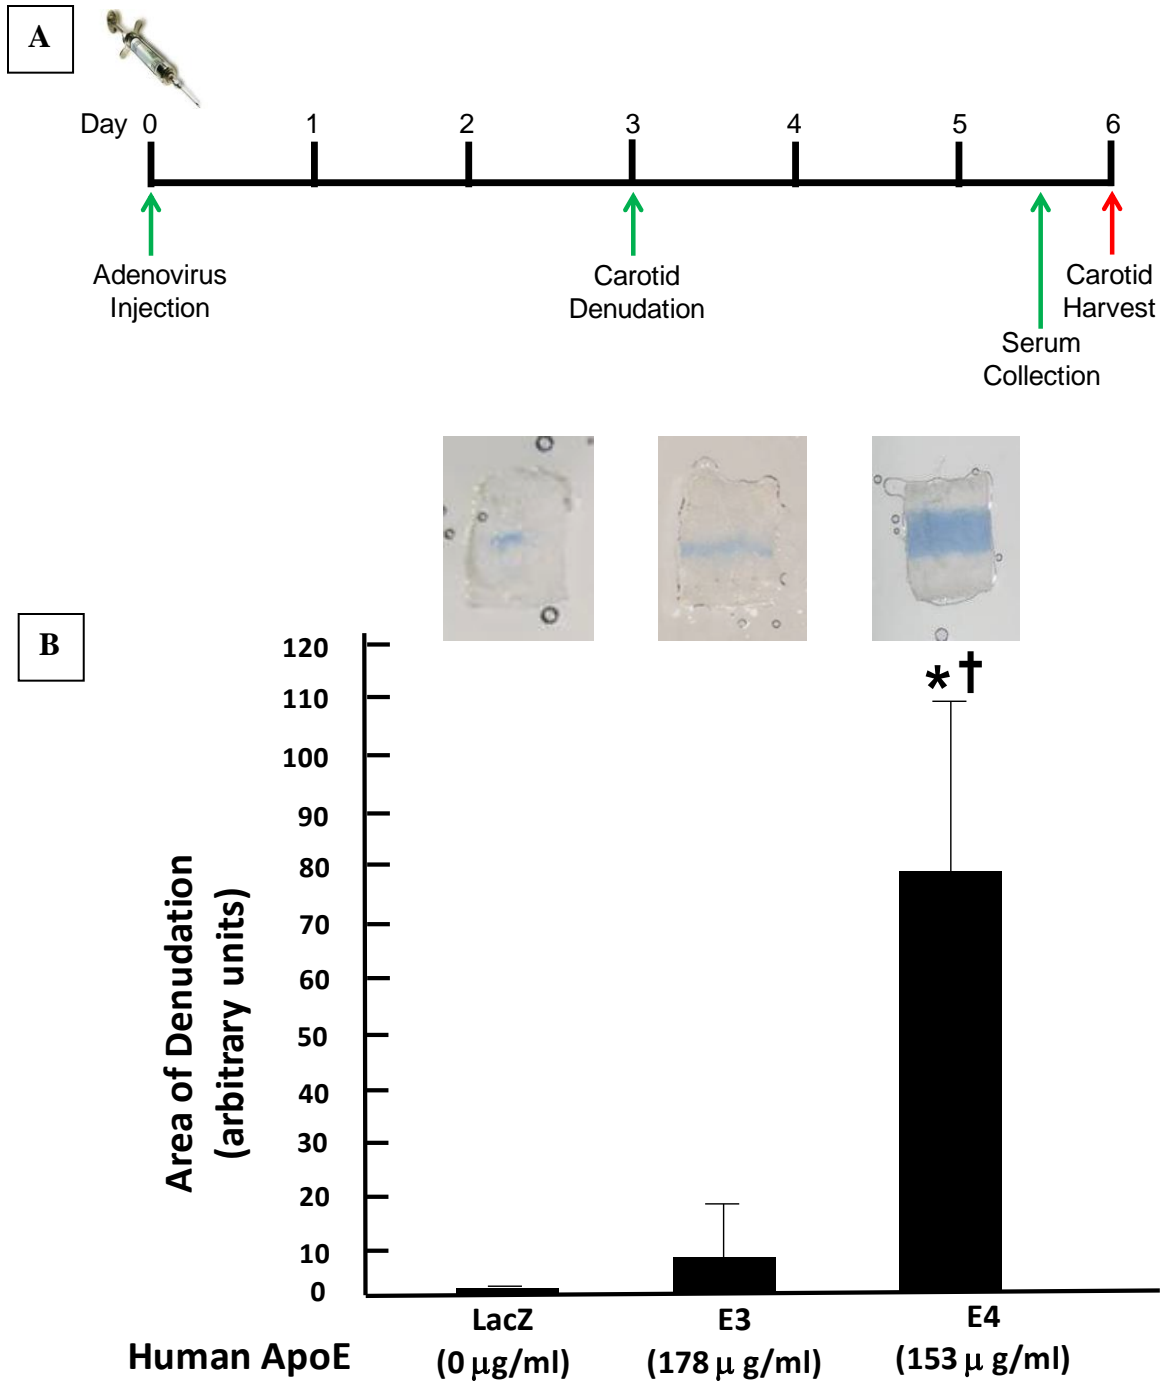 A
Day 0 1 2 3 4 5 6
Adenovirus
Injection
Carotid
Denudation
Serum
Collection
Carotid
Harvest
B
*†
120
110
100
90
80
70
60
50
40
30
20
10
0
Area of Denudation
(arbitrary units)
LacZ E3 E4
Human ApoE (0 μg/ml) (178 μ g/ml) (153 μ g/ml)